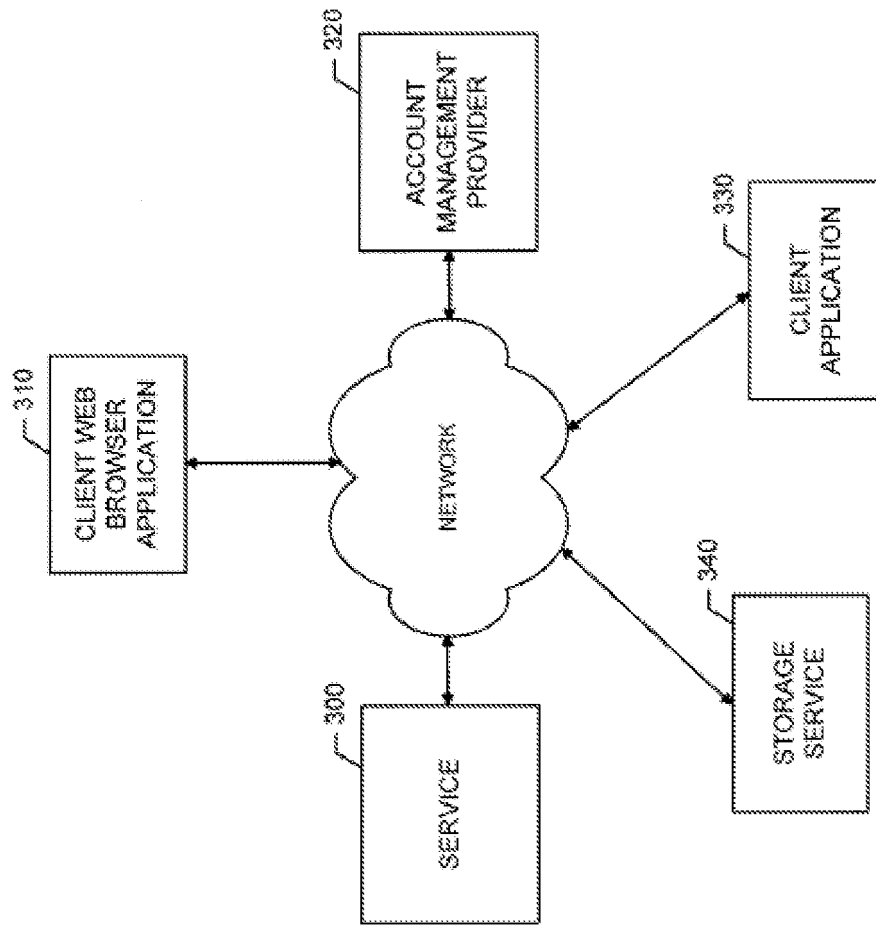 310
CLIENT WEB
BROWSER
APPLICATION
300
SERVICE
NETWORK
320
ACCOUNT
MANAGEMENT
PROVIDER
340
STORAGE
SERVICE
330
CLIENT
APPLICATION